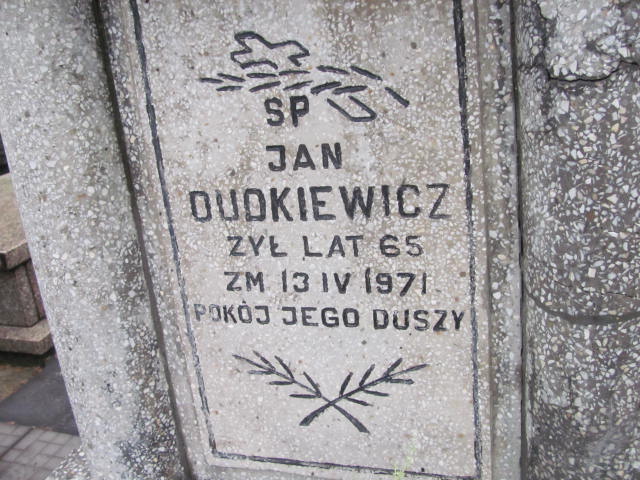 SP
JAN
DUDKIEWICZ
ŻYŁ LAT 65
ZM 13 IV 1971
POKÓJ JEGO DUSZY